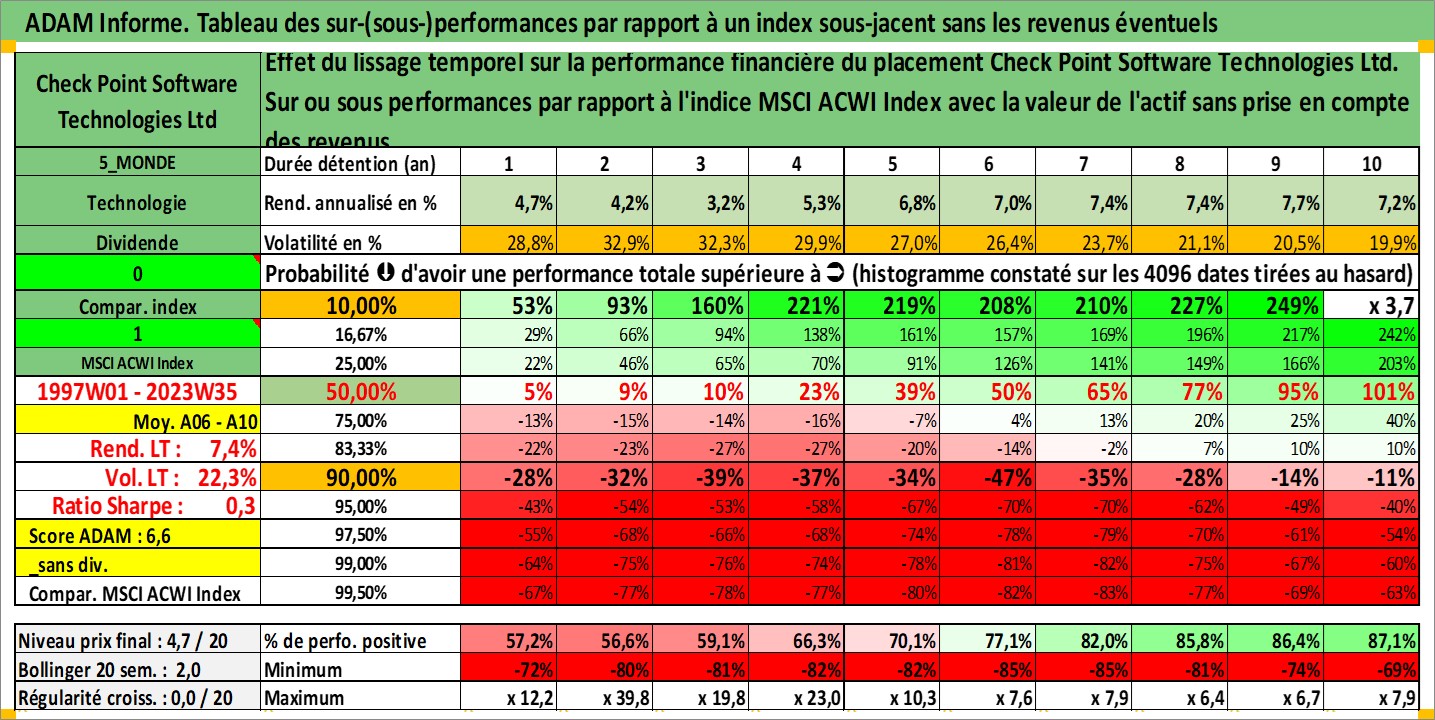 ADAM Informe. Tableau des sur-(sous-)performances par rapport à un index sous-jacent sans les revenus éventuels
Check Point Software
Technologies Ltd
Effet du lissage temporel sur la performance financière du placement Check Point Software Technologies Ltd.
Sur ou sous performances par rapport à l'indice MSCI ACWI Index avec la valeur de l'actif sans prise en compte
des revenus
5_MONDE Durée détention (an) 1 2 3 4 5 6 7 8 9 10
Technologie Rend. annualisé en % 4,7% 4,2% 3,2% 5,3% 6,8% 7,0% 7,4% 7,4% 7,7% 7,2%
Dividende Volatilité en % 28,8% 32,9% 32,3% 29,9% 27,0% 26,4% 23,7% 21,1% 20,5% 19,9%
0 Probabilité ⬇ d'avoir une performance totale supérieure à ➲ (histogramme constaté sur les 4096 dates tirées au hasard)
Compar. index 10,00% 53% 93% 160% 221% 219% 208% 210% 227% 249% x 3,7
1 16,67% 29% 66% 94% 138% 161% 157% 169% 196% 217% 242%
MSCI ACWI Index 25,00% 22% 46% 65% 70% 91% 126% 141% 149% 166% 203%
1997W01 - 2023W35 50,00% 5% 9% 10% 23% 39% 50% 65% 77% 95% 101%
Moy. A06 - A10 75,00% -13% -15% -14% -16% -7% 4% 13% 20% 25% 40%
Rend. LT : 7,4% 83,33% -22% -23% -27% -27% -20% -14% -2% 7% 10% 10%
Vol. LT : 22,3% 90,00% -28% -32% -39% -37% -34% -47% -35% -28% -14% -11%
Ratio Sharpe : 0,3 95,00% -43% -54% -53% -58% -67% -70% -70% -62% -49% -40%
Score ADAM : 6,6 97,50% -55% -68% -66% -68% -74% -78% -79% -70% -61% -54%
_sans div. 99,00% -64% -75% -76% -74% -78% -81% -82% -75% -67% -60%
Compar. MSCI ACWI Index 99,50% -67% -77% -78% -77% -80% -82% -83% -77% -69% -63%
Niveau prix final : 4,7 / 20 % de perfo. positive 57,2% 56,6% 59,1% 66,3% 70,1% 77,1% 82,0% 85,8% 86,4% 87,1%
Bollinger 20 sem. : 2,0 Minimum -72% -80% -81% -82% -82% -85% -85% -81% -74% -69%
Régularité croiss. : 0,0 / 20 Maximum x 12,2 x 39,8 x 19,8 x 23,0 x 10,3 x 7,6 x 7,9 x 6,4 x 6,7 x 7,9